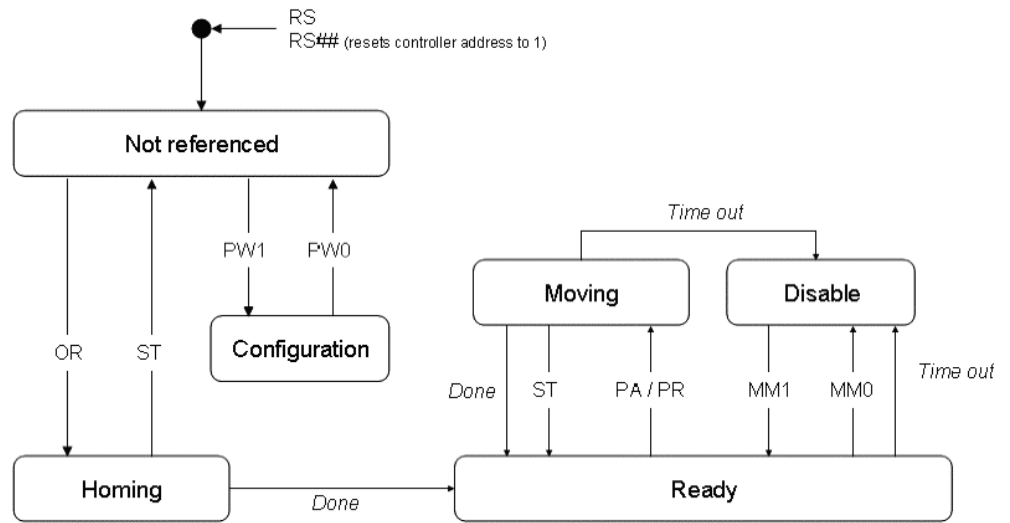 RS
RS## (resets controller address to 1)
Not referenced
Time out
PW1 PW0
Moving Disable
Configuration
OR ST
Done ST PA / PR MM1 MM0 Time out
Homing Done Ready